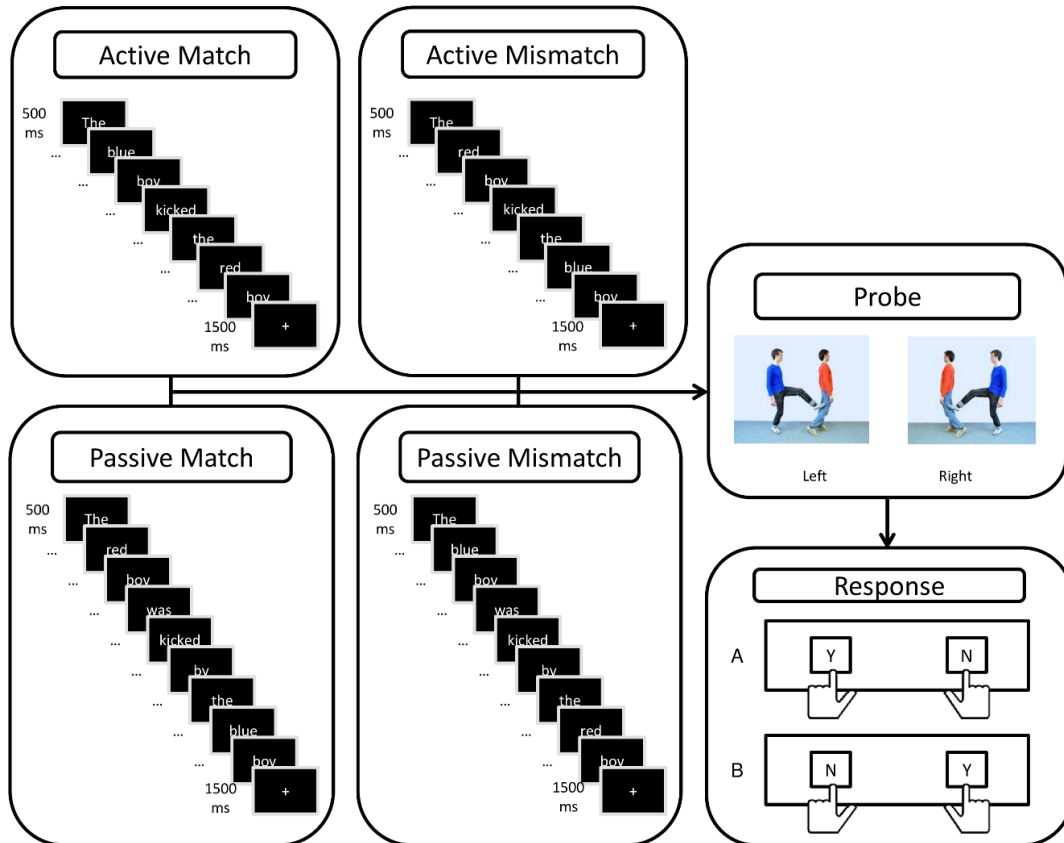 Active Match
500
ms
The
...
blue
...
boy
...
kicked
...
the
...
red
...
boy
1500
ms
+
Active Mismatch
500
ms
The
...
red
...
boy
...
kicked
...
the
...
blue
...
boy
1500
ms
+
Passive Match
500
ms
The
...
red
...
boy
...
was
...
kicked
...
by
...
the
...
blue
...
boy
1500
ms
+
Passive Mismatch
500
ms
The
...
blue
...
boy
...
was
...
kicked
...
by
...
the
...
red
...
boy
1500
ms
+
Probe
Left
Right
Response
A
Y
N
B
N
Y